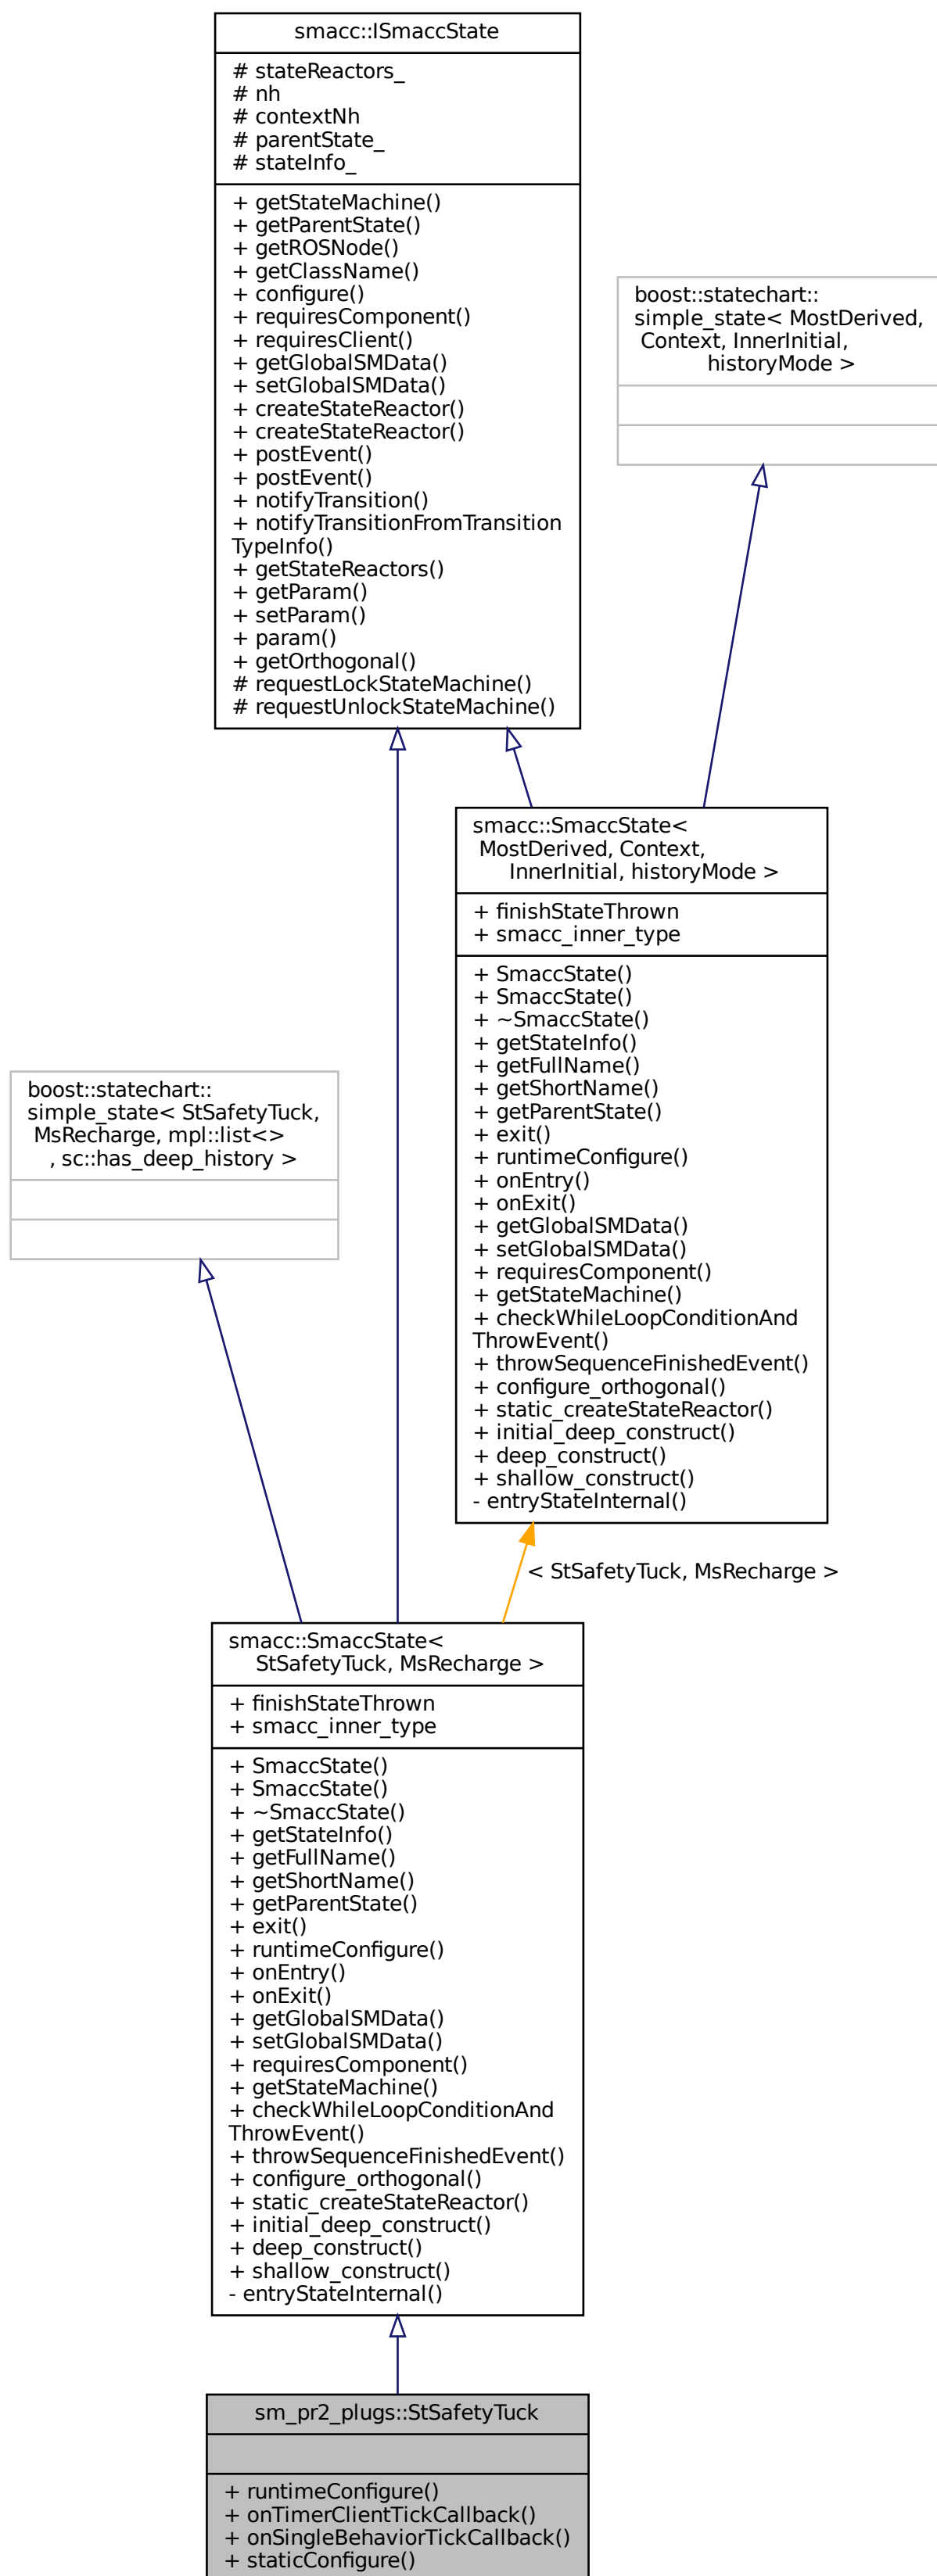 smacc::ISmaccState
# stateReactors_
# nh
# contextNh
# parentState_
# stateInfo_
+ getStateMachine()
+ getParentState()
+ getROSNode()
+ getClassName()
+ configure()
+ requiresComponent()
+ requiresClient()
+ getGlobalSMData()
+ setGlobalSMData()
+ createStateReactor()
+ createStateReactor()
+ postEvent()
+ postEvent()
+ notifyTransition()
+ notifyTransitionFromTransition
TypeInfo()
+ getStateReactors()
+ getParam()
+ setParam()
+ param()
+ getOrthogonal()
# requestLockStateMachine()
# requestUnlockStateMachine()
boost::statechart::
simple_state< MostDerived,
Context, InnerInitial,
historyMode >
smacc::SmaccState<
MostDerived, Context,
InnerInitial, historyMode >
+ finishStateThrown
+ smacc_inner_type
+ SmaccState()
+ SmaccState()
+ ~SmaccState()
+ getStateInfo()
+ getFullName()
+ getShortName()
+ getParentState()
+ exit()
+ runtimeConfigure()
+ onEntry()
+ onExit()
+ getGlobalSMData()
+ setGlobalSMData()
+ requiresComponent()
+ getStateMachine()
+ checkWhileLoopConditionAnd
ThrowEvent()
+ throwSequenceFinishedEvent()
+ configure_orthogonal()
+ static_createStateReactor()
+ initial_deep_construct()
+ deep_construct()
+ shallow_construct()
- entryStateInternal()
boost::statechart::
simple_state< StSafetyTuck,
MsRecharge, mpl::list<>
, sc::has_deep_history >
< StSafetyTuck, MsRecharge >
smacc::SmaccState<
StSafetyTuck, MsRecharge >
+ finishStateThrown
+ smacc_inner_type
+ SmaccState()
+ SmaccState()
+ ~SmaccState()
+ getStateInfo()
+ getFullName()
+ getShortName()
+ getParentState()
+ exit()
+ runtimeConfigure()
+ onEntry()
+ onExit()
+ getGlobalSMData()
+ setGlobalSMData()
+ requiresComponent()
+ getStateMachine()
+ checkWhileLoopConditionAnd
ThrowEvent()
+ throwSequenceFinishedEvent()
+ configure_orthogonal()
+ static_createStateReactor()
+ initial_deep_construct()
+ deep_construct()
+ shallow_construct()
- entryStateInternal()
sm_pr2_plugs::StSafetyTuck
+ runtimeConfigure()
+ onTimerClientTickCallback()
+ onSingleBehaviorTickCallback()
+ staticConfigure()